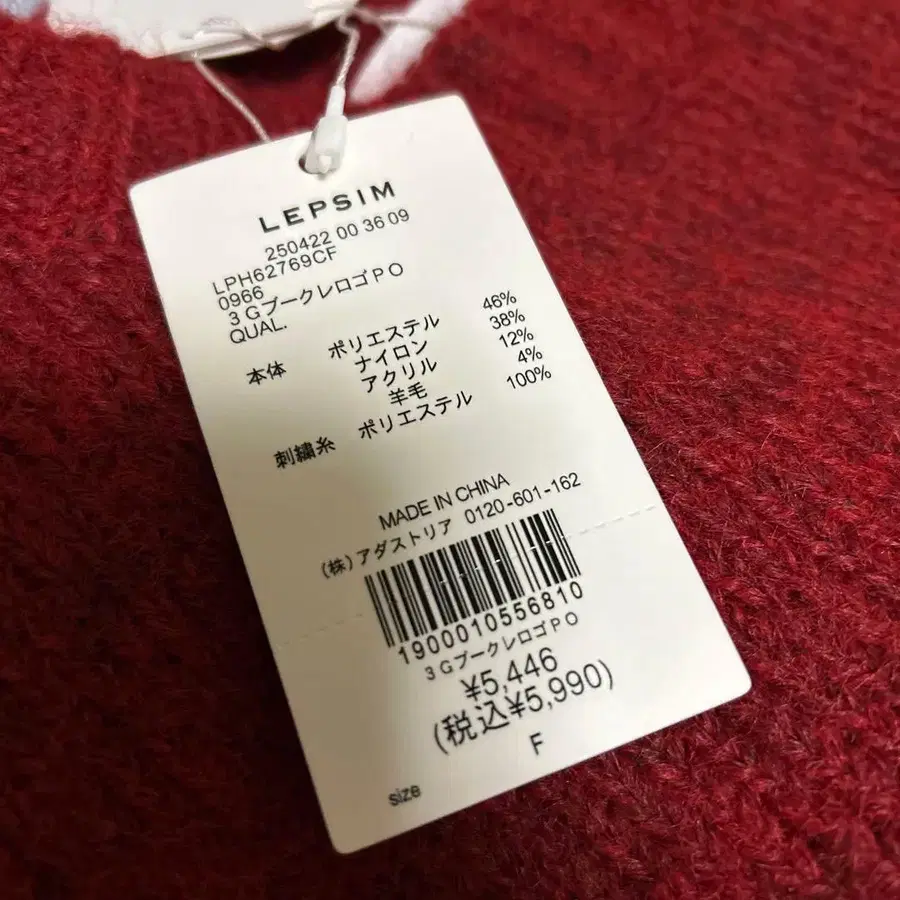 LEPSIM
250422 00 36 09
LPH62769CF
0966
3GブークレロゴPO
QUAL.
本体 ポリエステル 46%
ナイロン 38%
アクリル 12%
羊毛 4%
刺繍糸 ポリエステル 100%
MADE IN CHINA
(株)アダストリア 0120-601-162
1900010556810
3GブークレロゴPO
¥5,446
(税込¥5,990)
F
size